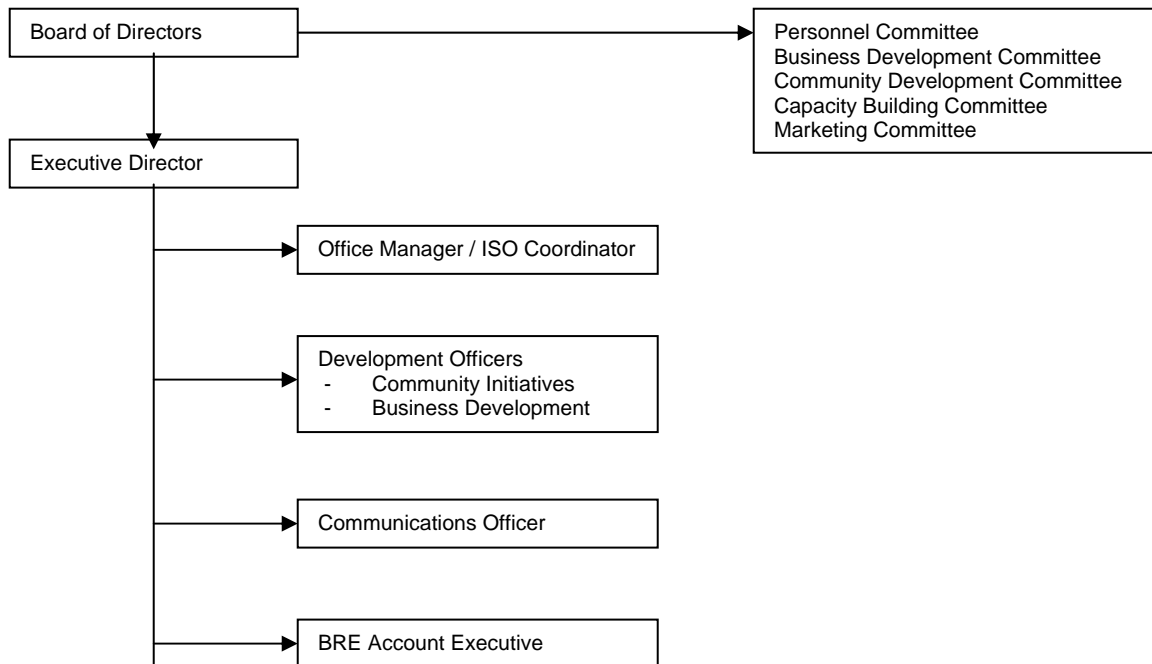 Board of Directors
Personnel Committee
Business Development Committee
Community Development Committee
Capacity Building Committee
Marketing Committee
Executive Director
Office Manager / ISO Coordinator
Development Officers
- Community Initiatives
- Business Development
Communications Officer
BRE Account Executive